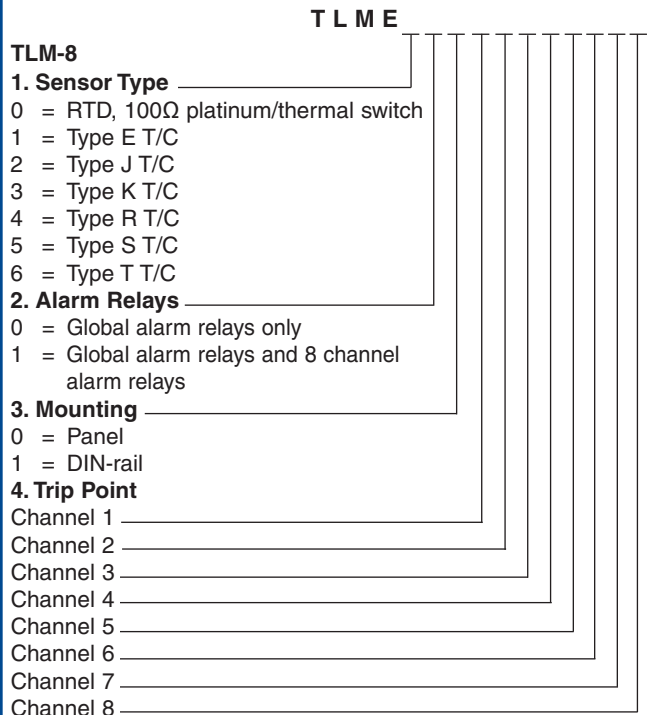 T L M E
TLM-8
1. Sensor Type
0 = RTD, 100Ω platinum/thermal switch
1 = Type E T/C
2 = Type J T/C
3 = Type K T/C
4 = Type R T/C
5 = Type S T/C
6 = Type T T/C
2. Alarm Relays
0 = Global alarm relays only
1 = Global alarm relays and 8 channel
alarm relays
3. Mounting
0 = Panel
1 = DIN-rail
4. Trip Point
Channel 1
Channel 2
Channel 3
Channel 4
Channel 5
Channel 6
Channel 7
Channel 8